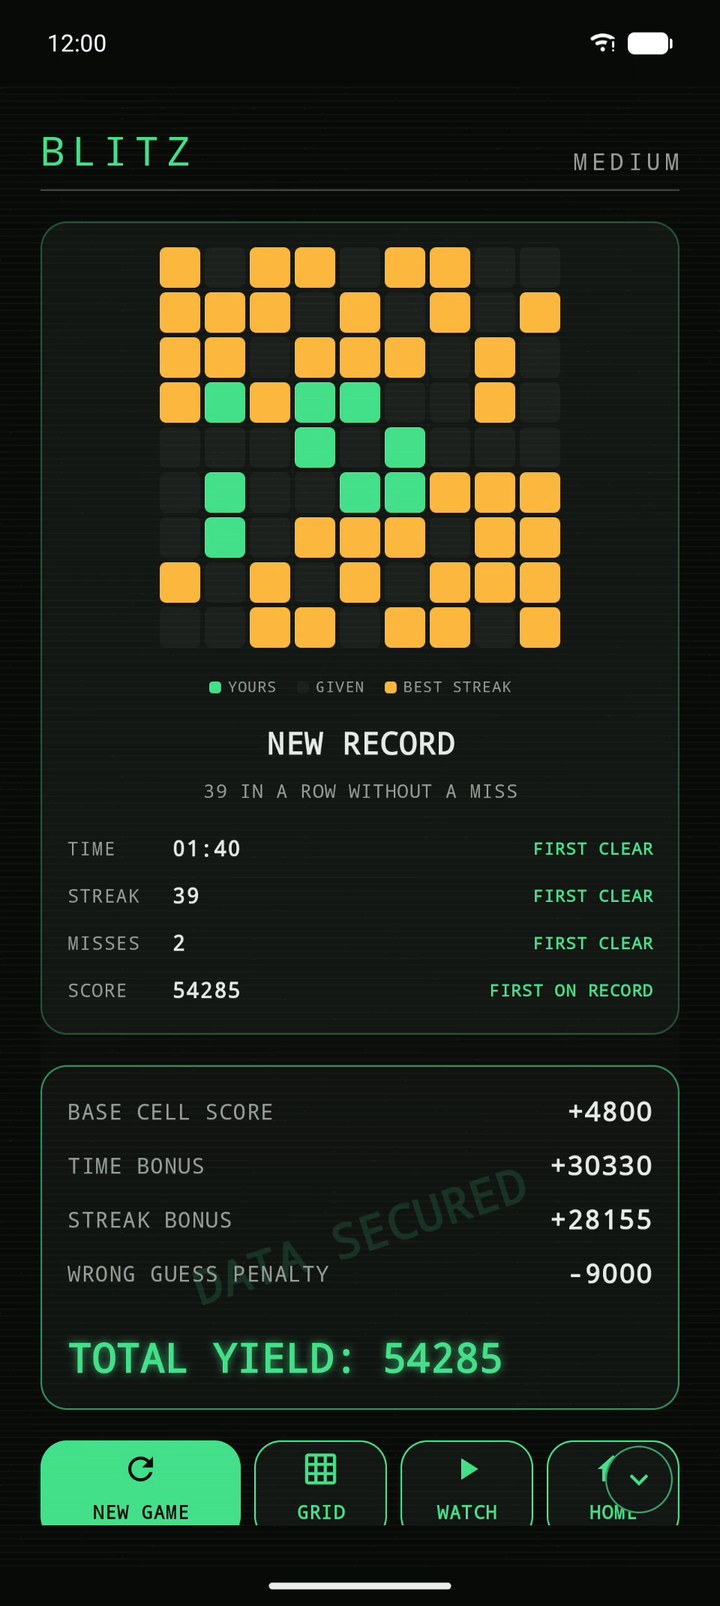 12:00
BLITZ
MEDIUM
YOURS GIVEN BEST STREAK
NEW RECORD
39 IN A ROW WITHOUT A MISS
TIME 01:40 FIRST CLEAR
STREAK 39 FIRST CLEAR
MISSES 2 FIRST CLEAR
SCORE 54285 FIRST ON RECORD
BASE CELL SCORE +4800
TIME BONUS +30330
STREAK BONUS +28155
WRONG GUESS PENALTY -9000
DATA SECURED
TOTAL YIELD: 54285
NEW GAME GRID WATCH HOME